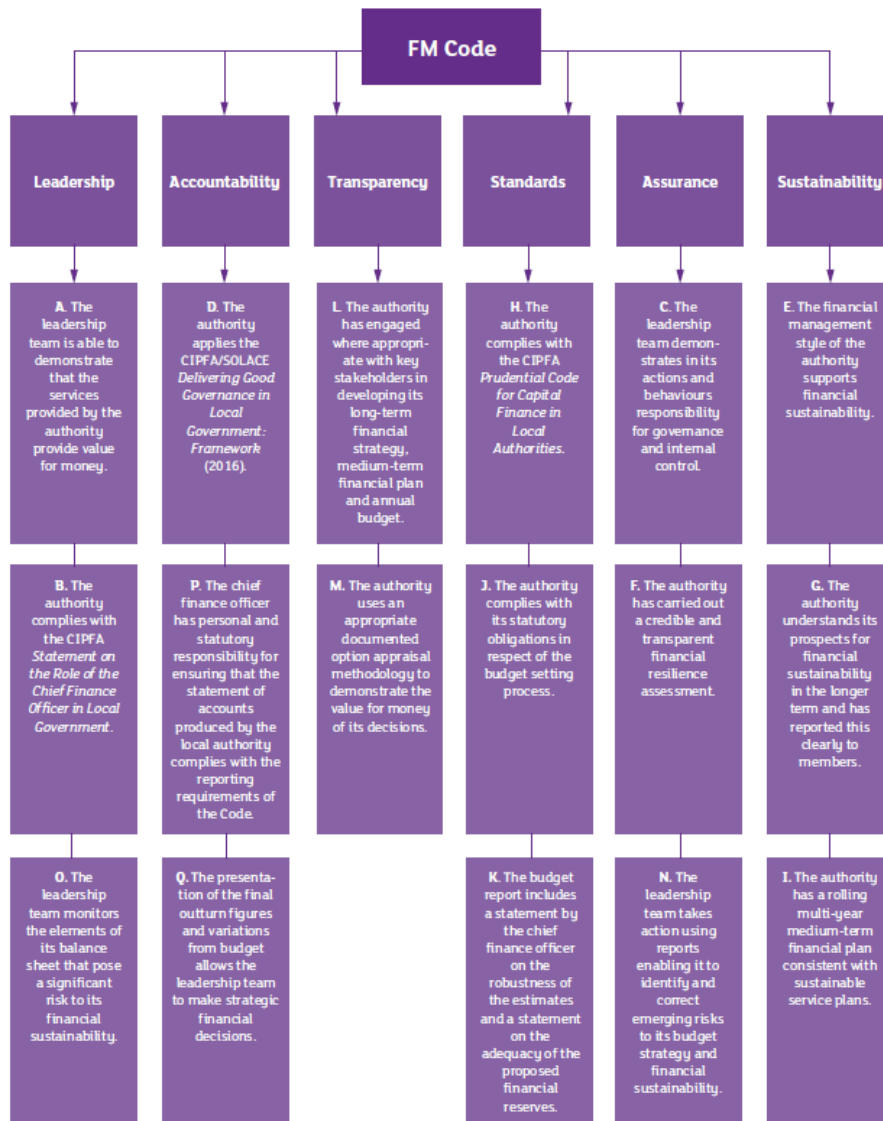 FM Code
Leadership
Accountability
Transparency
Standards
Assurance
Sustainability
A. The
leadership
team is able to
demonstrate
that the
services
provided by the
authority
provide value
for money.
D. The
authority
applies the
CIPFA/SOLACE
Delivering Good
Governance in
Local
Government:
Framework
(2016).
L. The authority
has engaged
where appropri-
ate with key
stakeholders in
developing its
long-term
financial
strategy,
medium-term
financial plan
and annual
budget.
H. The
authority
complies with
the CIPFA
Prudential Code
for Capital
Finance in
Local
Authorities.
C. The
leadership
team demon-
strates in its
actions and
behaviours
responsibility
for governance
and internal
control.
E. The financial
management
style of the
authority
supports
financial
sustainability.
B. The
authority
complies with
the CIPFA
Statement on
the Role of the
Chief Finance
Officer in Local
Government.
P. The chief
finance officer
has personal and
statutory
responsibility for
ensuring that the
statement of
accounts
produced by the
local authority
complies with the
reporting
requirements of
the Code.
M. The authority
uses an
appropriate
documented
option appraisal
methodology to
demonstrate the
value for money
of its decisions.
J. The authority
complies with
its statutory
obligations in
respect of the
budget setting
process.
F. The authority
has carried out
a credible and
transparent
financial
resilience
assessment.
G. The
authority
understands its
prospects for
financial
sustainability
in the longer
term and has
reported this
clearly to
members.
O. The
leadership
team monitors
the elements of
its balance
sheet that pose
a significant
risk to its
financial
sustainability.
Q. The presenta-
tion of the final
outturn figures
and variations
from budget
allows the
leadership team
to make strategic
financial
decisions.
K. The budget
report includes
a statement by
the chief
finance officer
on the
robustness of
the estimates
and a statement
on the
adequacy of the
proposed
financial
reserves.
N. The
leadership
team takes
action using
reports
enabling it to
identify and
correct
emerging risks
to its budget
strategy and
financial
sustainability.
I. The authority
has a rolling
multi-year
medium-term
financial plan
consistent with
sustainable
service plans.